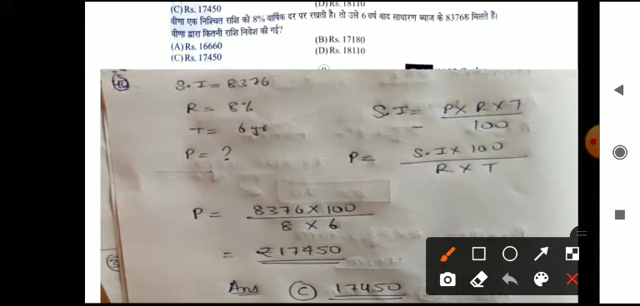 (C) Rs. 17450 (D) Rs. 18110
वीणा एक निश्चित राशि को 8% वार्षिक दर पर रखती है। तो उसे 6 वर्ष बाद साधारण ब्याज के 8376रु मिलते हैं।
वीणा द्वारा कितनी राशि निवेश की गई?
(A) Rs. 16660 (B) Rs. 17180
(C) Rs. 17450 (D) Rs. 18110
S.I = 8376
R = 8%
S.I = P X R X T / 100
T = 6 yr
P = ?
P = S.I X 100 / R X T
P = 8376 X 100 / 8 X 6
= ₹17450
Ans (C) 17450